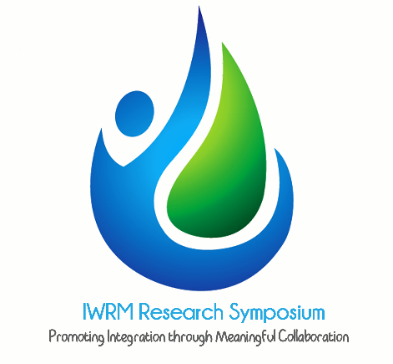 IWRM Research Symposium
Promoting Integration through Meaningful Collaboration